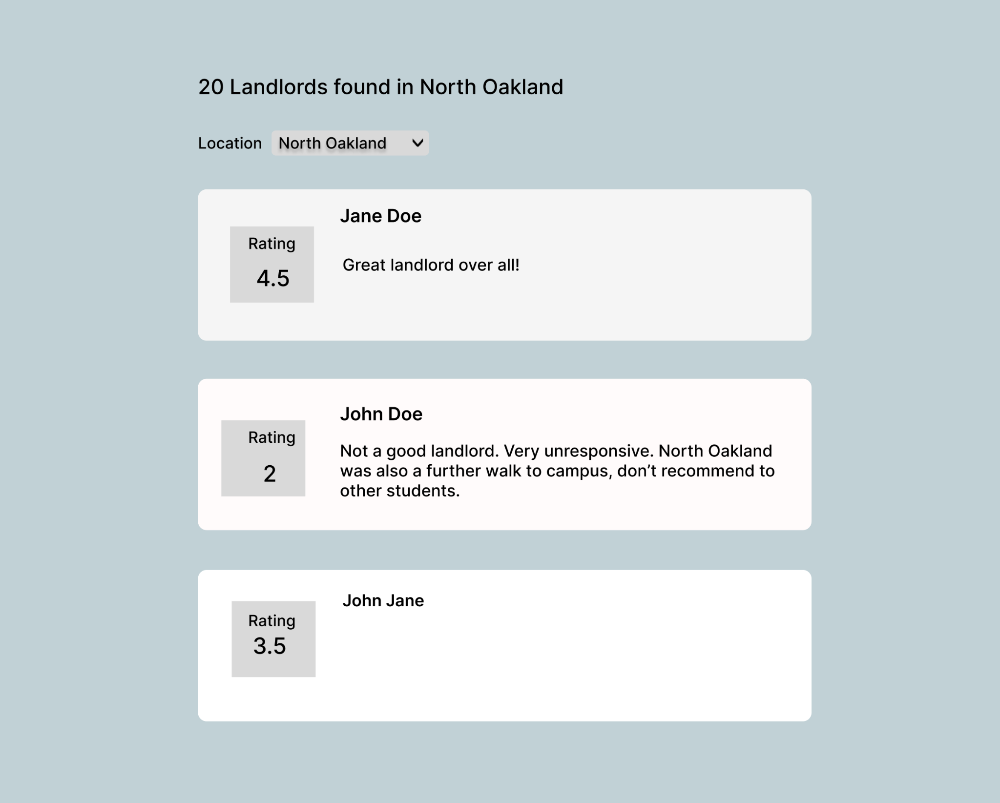 20 Landlords found in North Oakland
Location
North Oakland
Jane Doe
Rating
4.5
Great landlord over all!
John Doe
Rating
2
Not a good landlord. Very unresponsive. North Oakland
was also a further walk to campus, don’t recommend to
other students.
John Jane
Rating
3.5